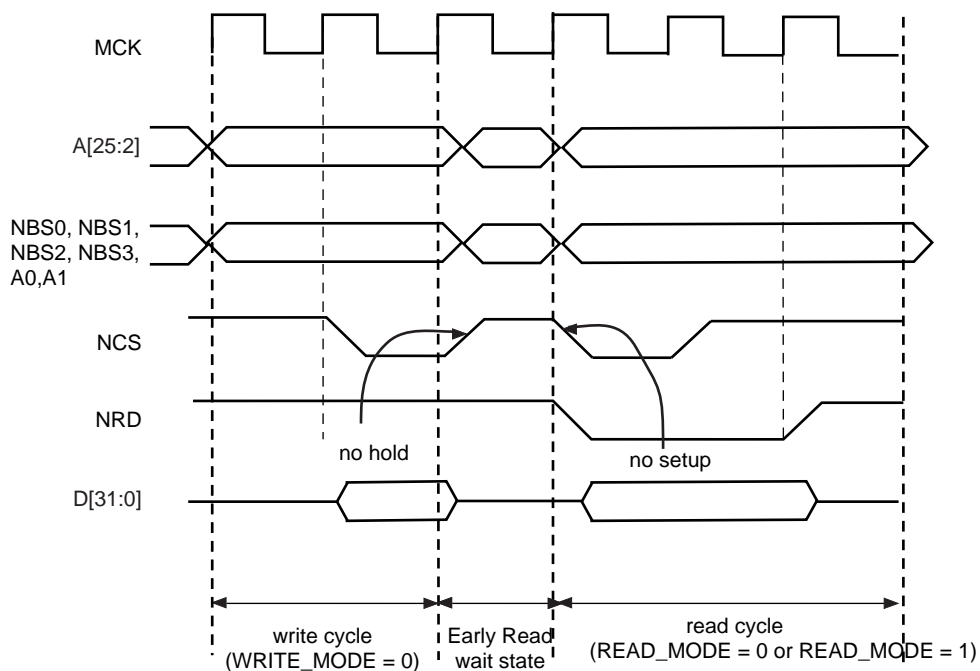 MCK
A[25:2]
NBS0, NBS1,
NBS2, NBS3,
A0,A1
NCS
NRD
no hold
no setup
D[31:0]
write cycle
(WRITE_MODE = 0)
Early Read
wait state
read cycle
(READ_MODE = 0 or READ_MODE = 1)